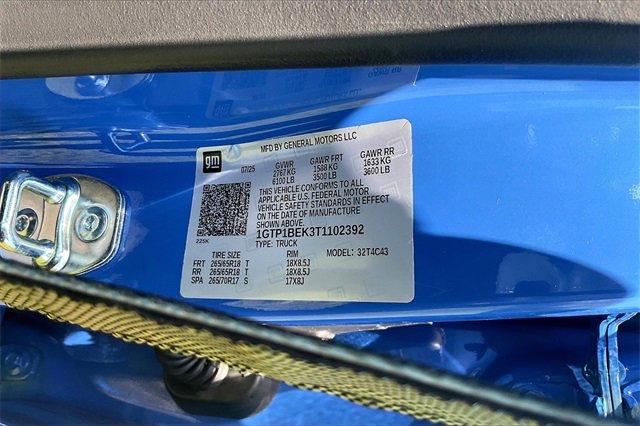 gm
MFD BY GENERAL MOTORS LLC
07/25 GVWR GAWR FRT GAWR RR
2767 KG 1588 KG 1633 KG
6100 LB 3500 LB 3600 LB
THIS VEHICLE CONFORMS TO ALL
APPLICABLE U.S. FEDERAL MOTOR
VEHICLE SAFETY STANDARDS IN EFFECT
ON THE DATE OF MANUFACTURE
SHOWN ABOVE.
1GTP1BEK3T1102392
225K
TYPE: TRUCK MODEL: 32T4C43
TIRE SIZE RIM
FRT 265/65R18 T 18X8.5J
RR 265/65R18 T 18X8.5J
SPA 265/70R17 S 17X8J